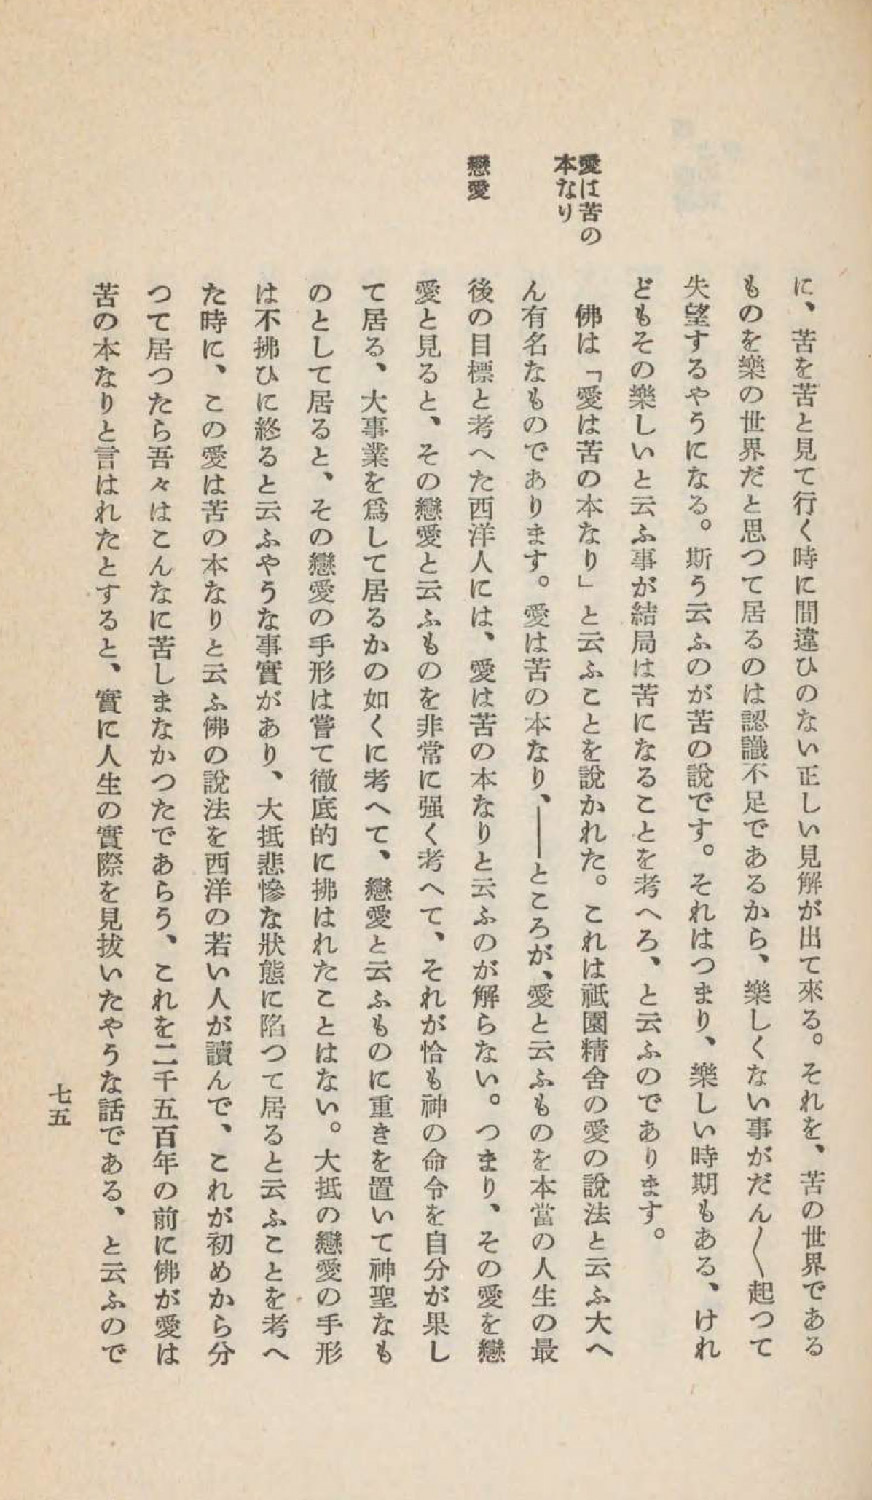 に、苦を苦と見て行く時に間違ひのない正しい見解が出て來る。それを、苦の世界である
ものを樂の世界だと思つて居るのは認識不足であるから、樂しくない事がだん〱起つて
失望するやうになる。斯う云ふのが苦の說です。それはつまり、樂しい時期もある、けれ
どもその樂しいと云ふ事が結局は苦になることを考へろ、と云ふのであります。
愛は苦の
本なり
佛は「愛は苦の本なり」と云ふことを說かれた。これは祗園精舍の愛の說法と云ふ大へ
ん有名なものであります。愛は苦の本なり、――ところが、愛と云ふものを本當の人生の最
戀愛
後の目標と考へた西洋人には、愛は苦の本なりと云ふのが解らない。つまり、その愛を戀
愛と見ると、その戀愛と云ふものを非常に强く考へて、それが恰も神の命令を自分が果し
て居る、大事業を爲して居るかの如くに考へて、戀愛と云ふものに重きを置いて神聖なも
のとして居ると、その戀愛の手形は嘗て徹底的に拂はれたことはない。大抵の戀愛の手形
は不拂ひに終ると云ふやうな事實があり、大抵悲慘な狀態に陷つて居ると云ふことを考へ
た時に、この愛は苦の本なりと云ふ佛の說法を西洋の若い人が讀んで、これが初めから分
つて居つたら吾々はこんなに苦しまなかつたであらう、これを二千五百年の前に佛が愛は
苦の本なりと言はれたとすると、實に人生の實際を見拔いたやうな話である、と云ふので
七五